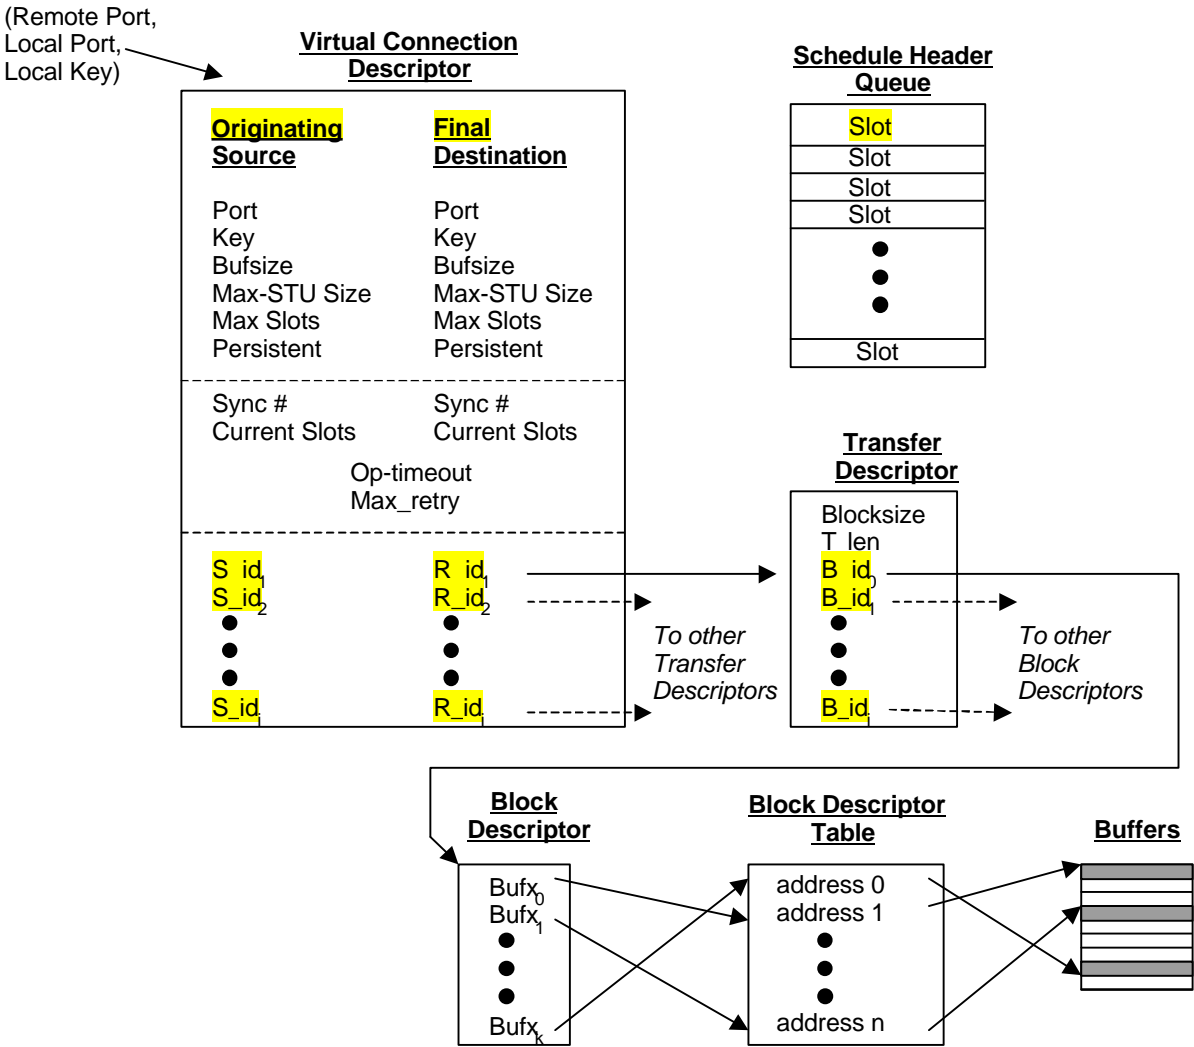 (Remote Port,
Local Port,
Local Key)
Virtual Connection
Descriptor
Originating
Source
Final
Destination
Port
Key
Bufsize
Max-STU Size
Max Slots
Persistent
Port
Key
Bufsize
Max-STU Size
Max Slots
Persistent
Sync #
Current Slots
Sync #
Current Slots
Op-timeout
Max_retry
S_id1
S_id2
S_idi
R_id1
R_id2
R_idi
To other
Transfer
Descriptors
Schedule Header
Queue
Slot
Slot
Slot
Slot
Slot
Transfer
Descriptor
Blocksize
T_len
B_id0
B_id1
B_idi
To other
Block
Descriptors
Block
Descriptor
Bufx0
Bufx1
Bufxk
Block Descriptor
Table
address 0
address 1
address n
Buffers